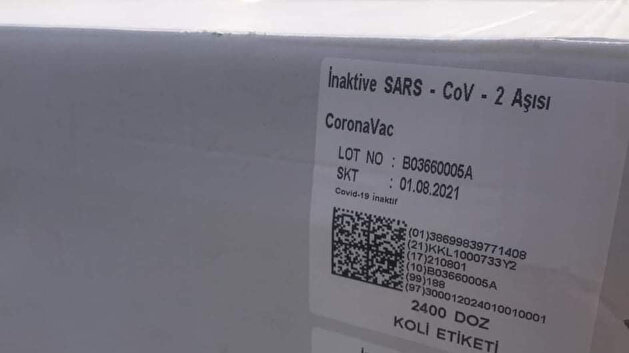 İnaktive SARS - CoV - 2 Aşısı
CoronaVac
LOT NO : B03660005A
SKT : 01.08.2021
Covid-19 inaktif
(01)38699839771408
(21)KKL1000733Y2
(17)210801
(10)B03660005A
(99)188
(97)300012024010010001
2400 DOZ
KOLİ ETİKETİ